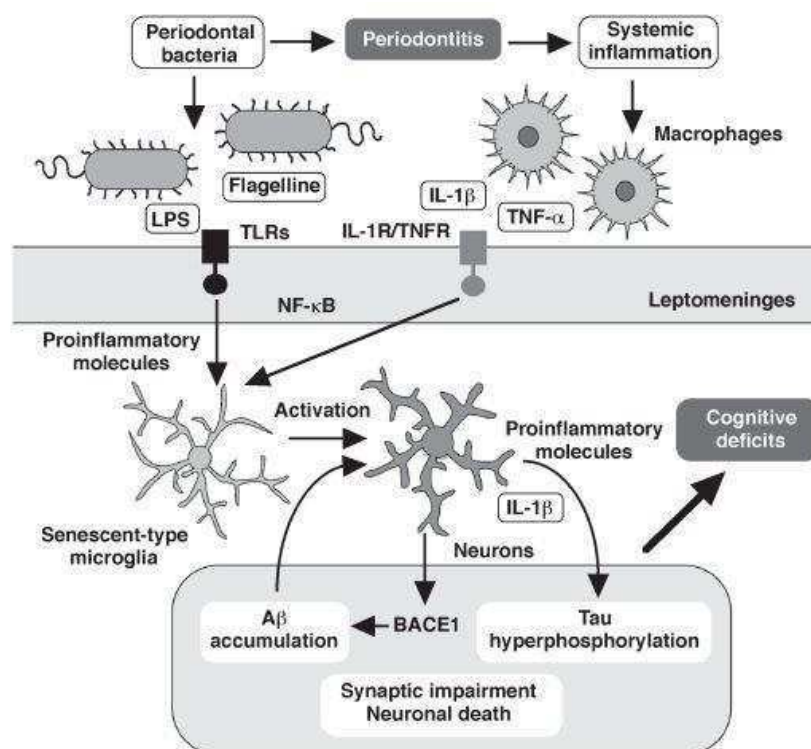 Periodontal
bacteria
Periodontitis
Systemic
inflammation
Macrophages
Flagelline
LPS
IL-1β
TNF-α
TLRs
IL-1R/TNFR
NF-κB
Leptomeninges
Proinflammatory
molecules
Activation
Proinflammatory
molecules
Cognitive
deficits
IL-1β
Senescent-type
microglia
Neurons
Aβ
accumulation
BACE1
Tau
hyperphosphorylation
Synaptic impairment
Neuronal death